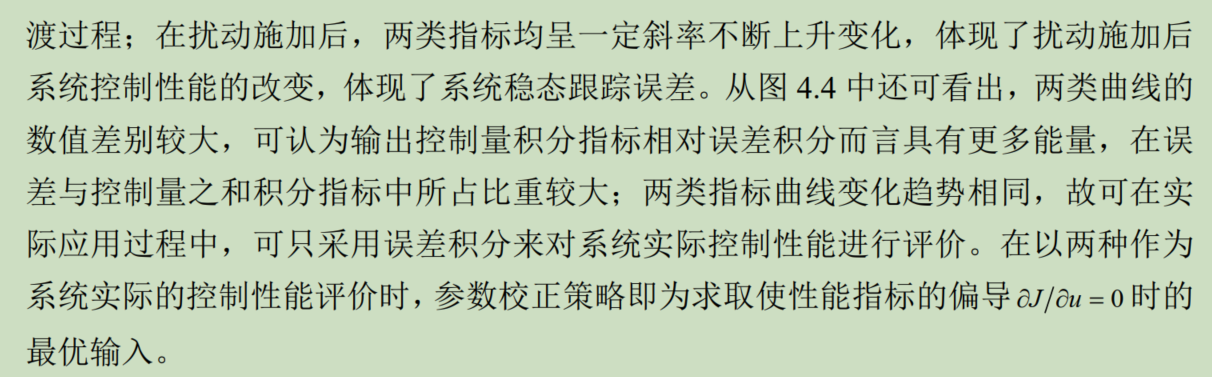 渡过程；在扰动施加后，两类指标均呈一定斜率不断上升变化，体现了扰动施加后
系统控制性能的改变，体现了系统稳态跟踪误差。从图 4.4 中还可看出，两类曲线的
数值差别较大，可认为输出控制量积分指标相对误差积分而言具有更多能量，在误
差与控制量之和积分指标中所占比重较大；两类指标曲线变化趋势相同，故可在实
际应用过程中，可只采用误差积分来对系统实际控制性能进行评价。在以两种作为
系统实际的控制性能评价时，参数校正策略即为求取使性能指标的偏导 ∂J/∂u = 0 时的
最优输入。